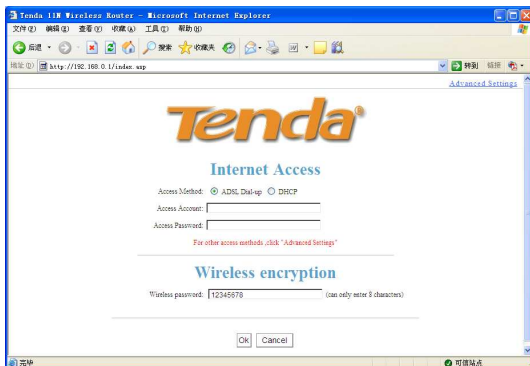 Tenda 11N Wireless Router - Microsoft Internet Explorer
文件(F) 编辑(E) 查看(V) 收藏(A) 工具(T) 帮助(H)
后退 搜索 收藏夹
地址(D) http://192.168.0.1/index.asp 转到 链接
Advanced Settings
Tenda®
Internet Access
Access Method: ADSL Dial-up DHCP
Access Account:
Access Password:
For other access methods ,click "Advanced Settings"
Wireless encryption
Wireless password: 12345678 (can only enter 8 characters)
Ok Cancel
完毕 可信站点